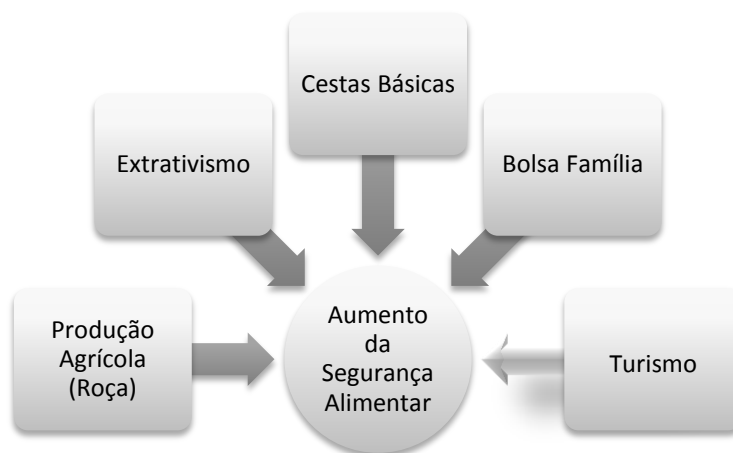 Cestas Básicas
Extrativismo
Bolsa Família
Produção
Agrícola
(Roça)
Aumento
da
Segurança
Alimentar
Turismo